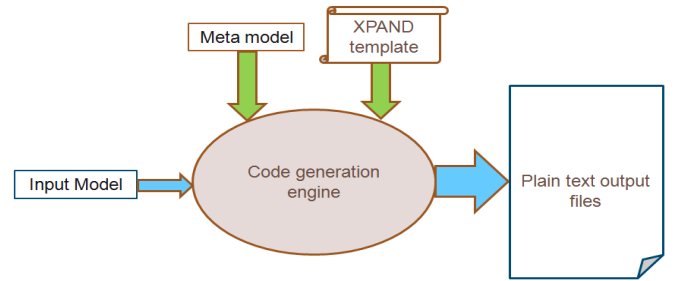 Meta model
XPAND
template
Input Model
Code generation
engine
Plain text output
files